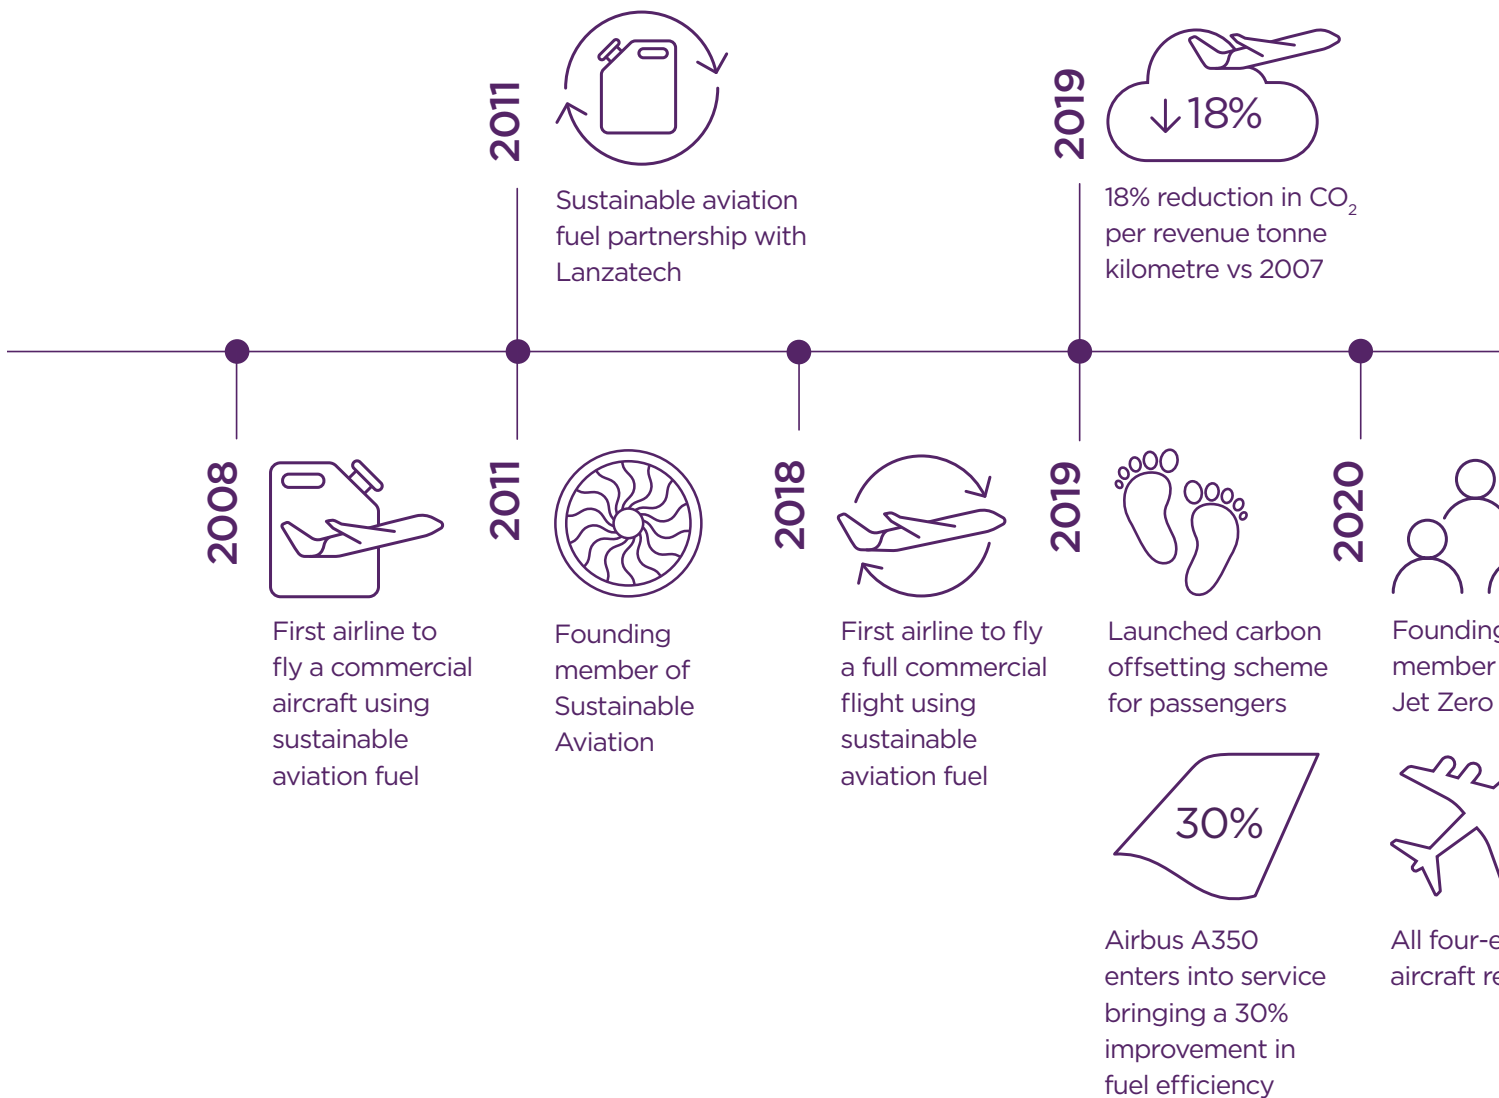 2011
Sustainable aviation
fuel partnership with
Lanzatech
2019
↓18%
18% reduction in CO₂
per revenue tonne
kilometre vs 2007
2008
First airline to
fly a commercial
aircraft using
sustainable
aviation fuel
2011
Founding
member of
Sustainable
Aviation
2018
First airline to fly
a full commercial
flight using
sustainable
aviation fuel
2019
Launched carbon
offsetting scheme
for passengers
30%
Airbus A350
enters into service
bringing a 30%
improvement in
fuel efficiency
2020
member
Jet Zero
All
aircraft